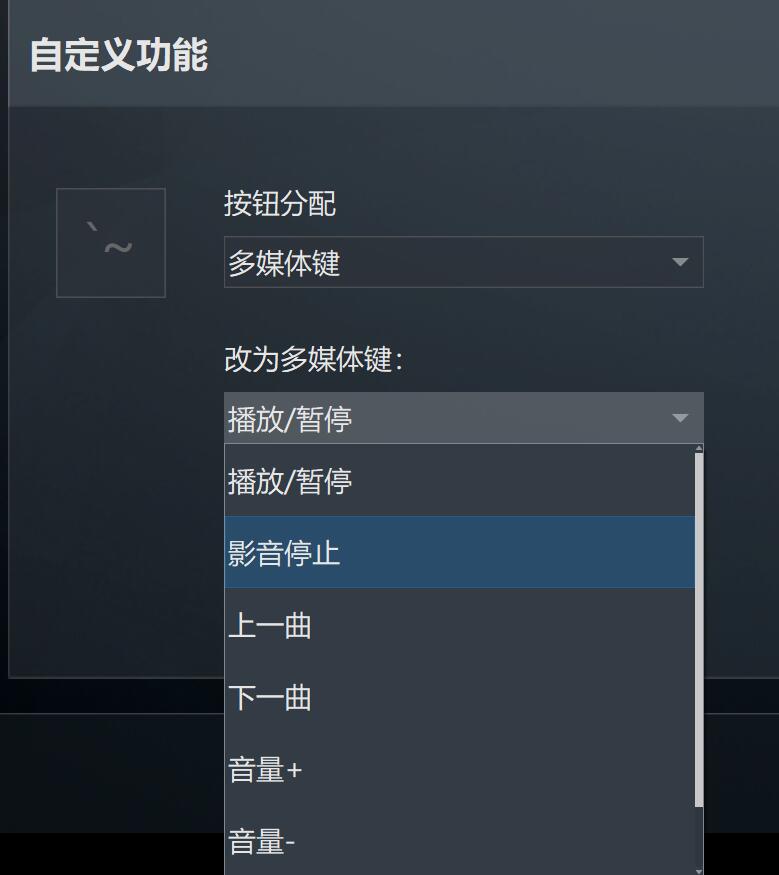 自定义功能
`~
按钮分配
多媒体键
改为多媒体键：
播放/暂停
播放/暂停
影音停止
上一曲
下一曲
音量+
音量-